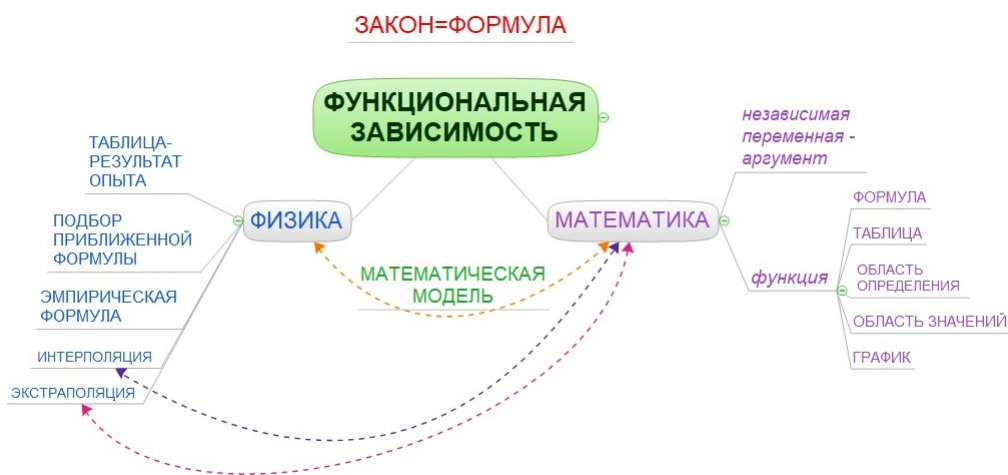 ЗАКОН=ФОРМУЛА
ФУНКЦИОНАЛЬНАЯ
ЗАВИСИМОСТЬ
ФИЗИКА
ТАБЛИЦА-
РЕЗУЛЬТАТ
ОПЫТА
ПОДБОР
ПРИБЛИЖЕННОЙ
ФОРМУЛЫ
ЭМПИРИЧЕСКАЯ
ФОРМУЛА
ИНТЕРПОЛЯЦИЯ
ЭКСТРАПОЛЯЦИЯ
МАТЕМАТИЧЕСКАЯ
МОДЕЛЬ
МАТЕМАТИКА
независимая
переменная -
аргумент
функция
ФОРМУЛА
ТАБЛИЦА
ОБЛАСТЬ
ОПРЕДЕЛЕНИЯ
ОБЛАСТЬ ЗНАЧЕНИЙ
ГРАФИК